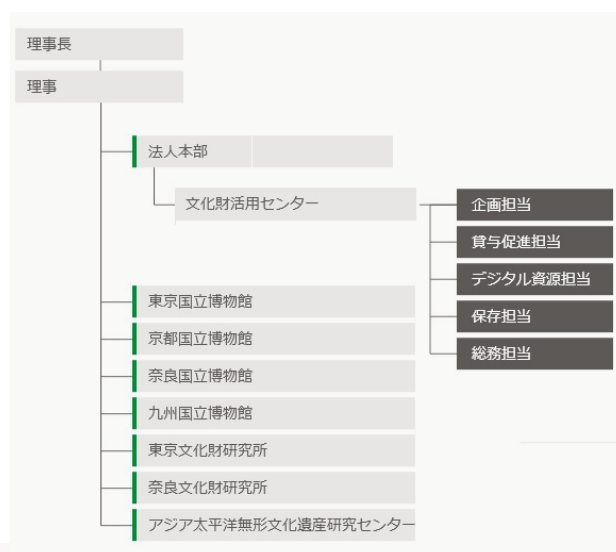 理事長
理事
法人本部
文化財活用センター
企画担当
貸与促進担当
デジタル資源担当
保存担当
総務担当
東京国立博物館
京都国立博物館
奈良国立博物館
九州国立博物館
東京文化財研究所
奈良文化財研究所
アジア太平洋無形文化遺産研究センター